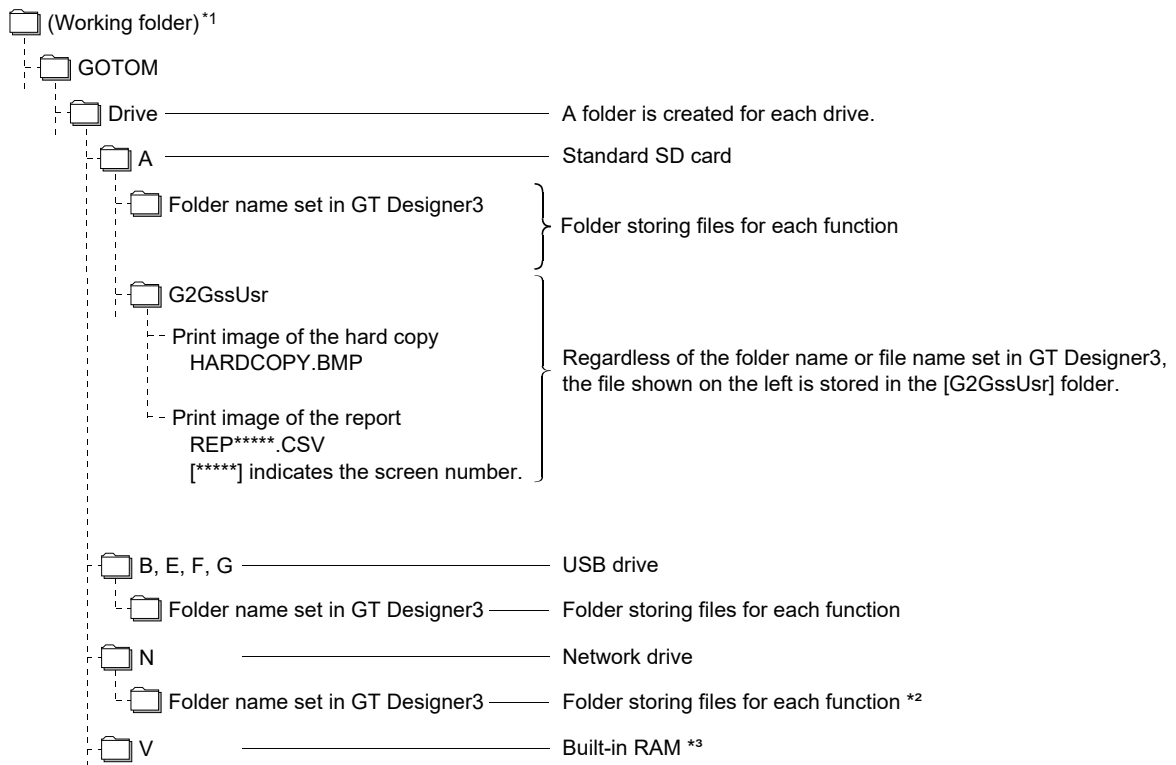 (Working folder)*1
GOTOM
Drive A folder is created for each drive.
A Standard SD card
Folder name set in GT Designer3
Folder storing files for each function
G2GssUsr
Print image of the hard copy
HARDCOPY.BMP
Regardless of the folder name or file name set in GT Designer3,
the file shown on the left is stored in the [G2GssUsr] folder.
Print image of the report
REP*****.CSV
[*****] indicates the screen number.
B, E, F, G USB drive
Folder name set in GT Designer3 Folder storing files for each function
N Network drive
Folder name set in GT Designer3 Folder storing files for each function *²
V Built-in RAM *³